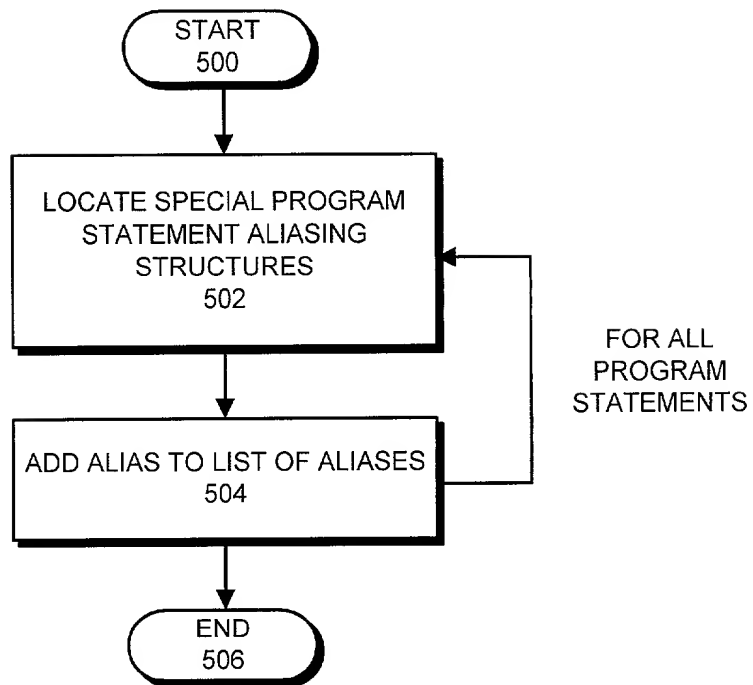 START
500
LOCATE SPECIAL PROGRAM
STATEMENT ALIASING
STRUCTURES
502
FOR ALL
PROGRAM
STATEMENTS
ADD ALIAS TO LIST OF ALIASES
504
END
506